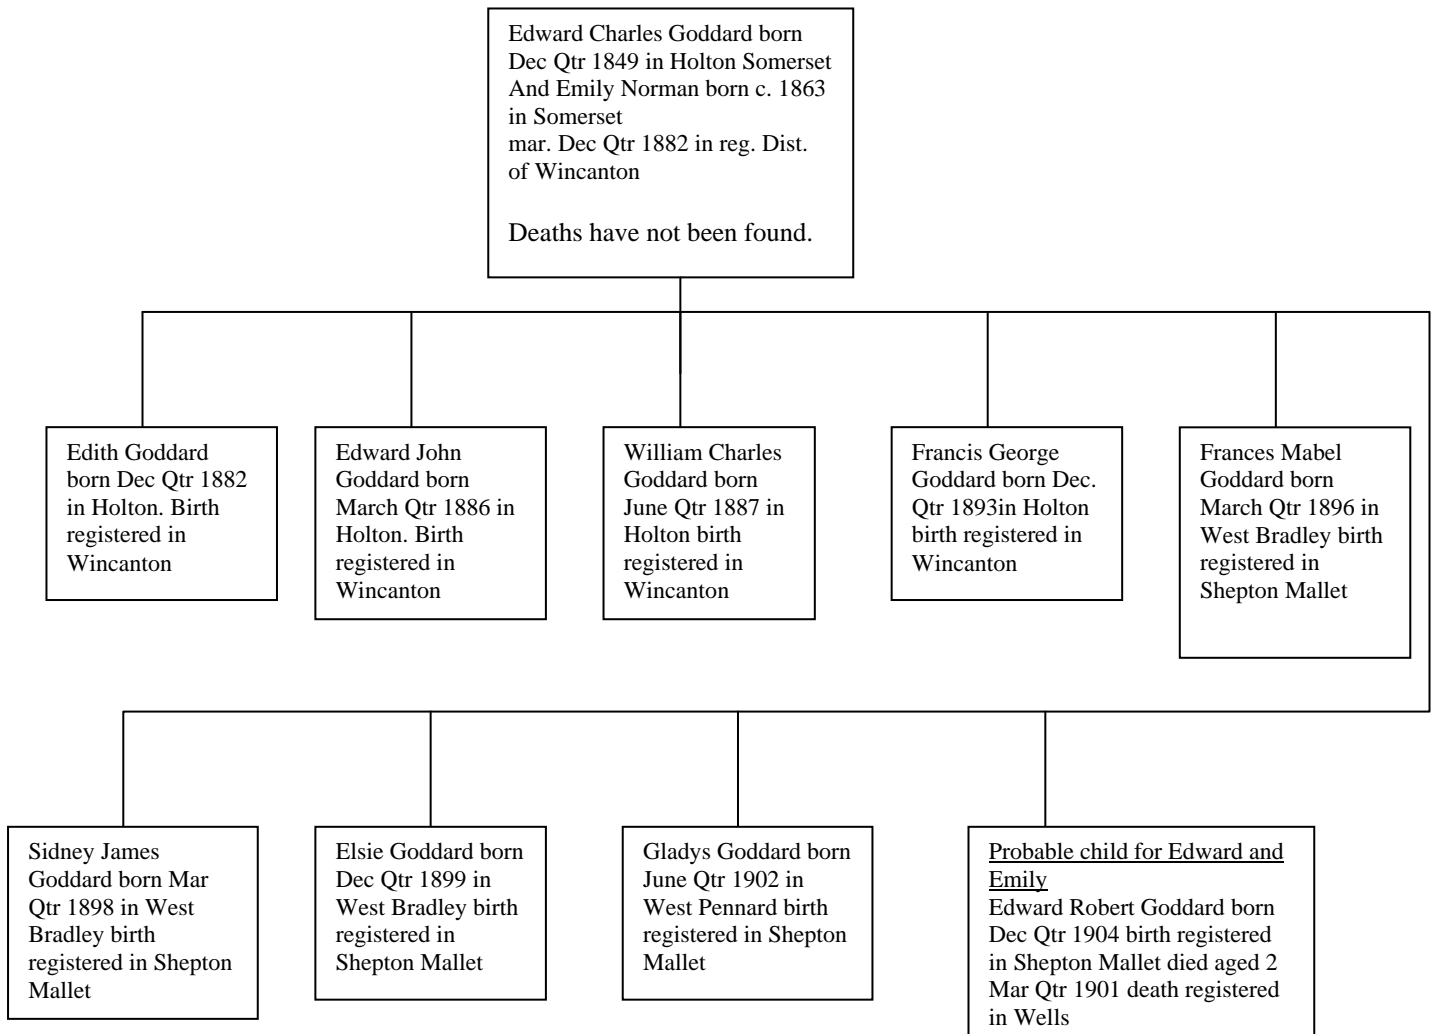 Edward Charles Goddard born
Dec Qtr 1849 in Holton Somerset
And Emily Norman born c. 1863
in Somerset
mar. Dec Qtr 1882 in reg. Dist.
of Wincanton
Deaths have not been found.
Edith Goddard
born Dec Qtr 1882
in Holton. Birth
registered in
Wincanton
Edward John
Goddard born
March Qtr 1886 in
Holton. Birth
registered in
Wincanton
William Charles
Goddard born
June Qtr 1887 in
Holton birth
registered in
Wincanton
Francis George
Goddard born Dec.
Qtr 1893in Holton
birth registered in
Wincanton
Frances Mabel
Goddard born
March Qtr 1896 in
West Bradley birth
registered in
Shepton Mallet
Sidney James
Goddard born Mar
Qtr 1898 in West
Bradley birth
registered in Shepton
Mallet
Elsie Goddard born
Dec Qtr 1899 in
West Bradley birth
registered in
Shepton Mallet
Gladys Goddard born
June Qtr 1902 in
West Pennard birth
registered in Shepton
Mallet
Probable child for Edward and
Emily
Edward Robert Goddard born
Dec Qtr 1904 birth registered
in Shepton Mallet died aged 2
Mar Qtr 1901 death registered
in Wells